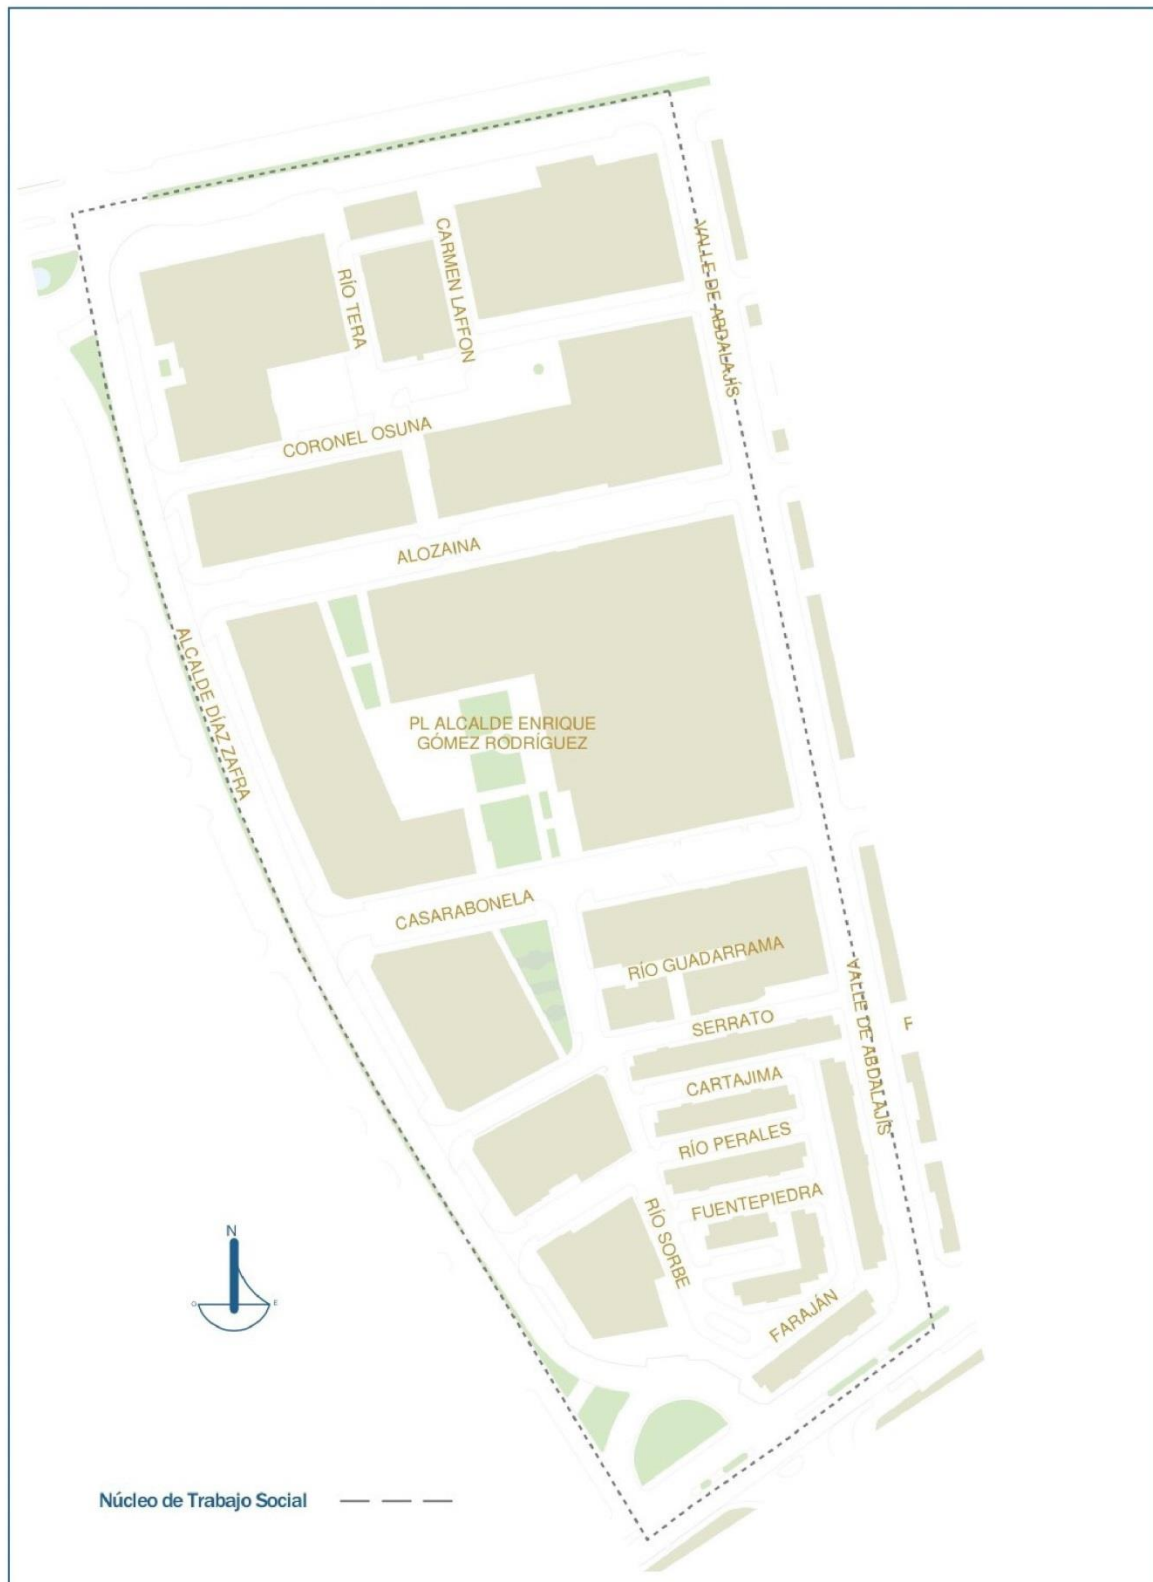 CARMEN LAFFON
VALLE DE ABDALAJÍS
RÍO TERA
CORONEL OSUNA
ALOZAINA
ALCALDE DÍAZ ZAFRA
PL ALCALDE ENRIQUE
GÓMEZ RODRÍGUEZ
CASARABONELA
RÍO GUADARRAMA
VALLE DE ABDALAJÍS
SERRATO
CARTAJIMA
RÍO PERALES
FUENTEPIEDRA
RÍO SORBE
N
O
E
FARAJÁN
Núcleo de Trabajo Social